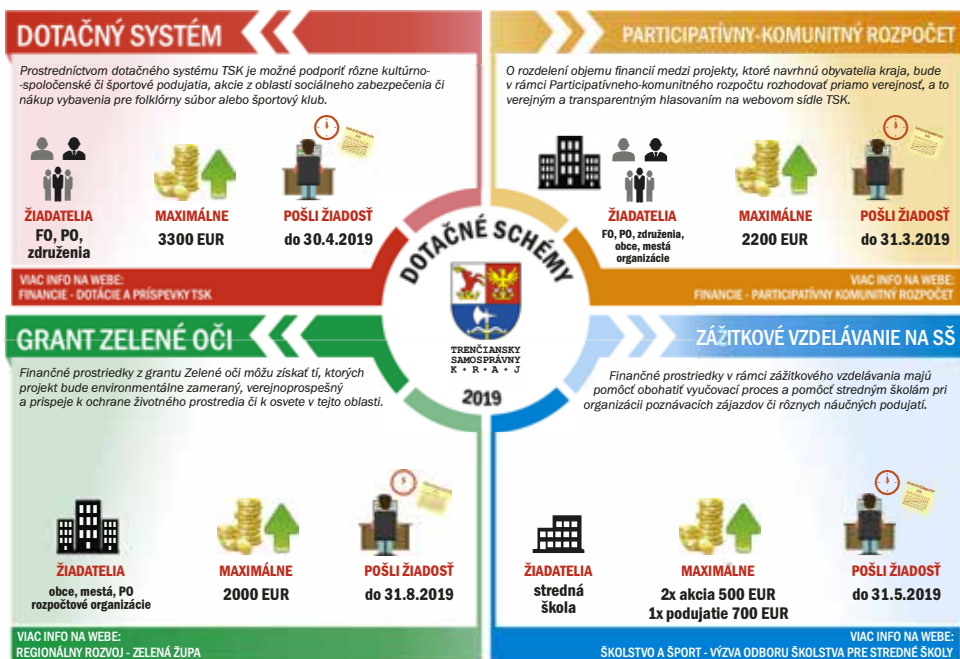 DOTAČNÝ SYSTÉM
Prostredníctvom dotačného systému TSK je možné podporiť rôzne kultúrno-
-spoločenské či športové podujatia, akcie z oblasti sociálneho zabezpečenia či
nákup vybavenia pre folklórny súbor alebo športový klub.
ŽIADATELIA
FO, PO,
združenia
MAXIMÁLNE
3300 EUR
POŠLI ŽIADOSŤ
do 30.4.2019
VIAC INFO NA WEBE:
FINANCIE - DOTÁCIE A PRÍSPEVKY TSK
PARTICIPATÍVNY-KOMUNITNÝ ROZPOČET
O rozdelení objemu financií medzi projekty, ktoré navrhnú obyvatelia kraja, bude
v rámci Participatívneho-komunitného rozpočtu rozhodovať priamo verejnosť, a to
verejným a transparentným hlasovaním na webovom sídle TSK.
ŽIADATELIA
FO, PO, združenia,
obce, mestá
organizácie
MAXIMÁLNE
2200 EUR
POŠLI ŽIADOSŤ
do 31.3.2019
VIAC INFO NA WEBE:
FINANCIE - PARTICIPATÍVNY KOMUNITNÝ ROZPOČET
DOTAČNÉ SCHÉMY
TRENČIANSKY
SAMOSPRÁVNY
K • R • A • J
2019
GRANT ZELENÉ OČI
Finančné prostriedky z grantu Zelené oči môžu získať tí, ktorých
projekt bude environmentálne zameraný, verejnoprospešný
a prispeje k ochrane životného prostredia či k osvete v tejto oblasti.
ŽIADATELIA
obce, mestá, PO
rozpočtové organizácie
MAXIMÁLNE
2000 EUR
POŠLI ŽIADOSŤ
do 31.8.2019
VIAC INFO NA WEBE:
REGIONÁLNY ROZVOJ - ZELENÁ ŽUPA
ZÁŽITKOVÉ VZDELÁVANIE NA SŠ
Finančné prostriedky v rámci zážitkového vzdelávania majú
pomôcť obohatiť vyučovací proces a pomôcť stredným školám pri
organizácii poznávacích zájazdov či rôznych náučných podujatí.
ŽIADATELIA
stredná
škola
MAXIMÁLNE
2x akcia 500 EUR
1x podujatie 700 EUR
POŠLI ŽIADOSŤ
do 31.5.2019
VIAC INFO NA WEBE:
ŠKOLSTVO A ŠPORT - VÝZVA ODBORU ŠKOLSTVA PRE STREDNÉ ŠKOLY